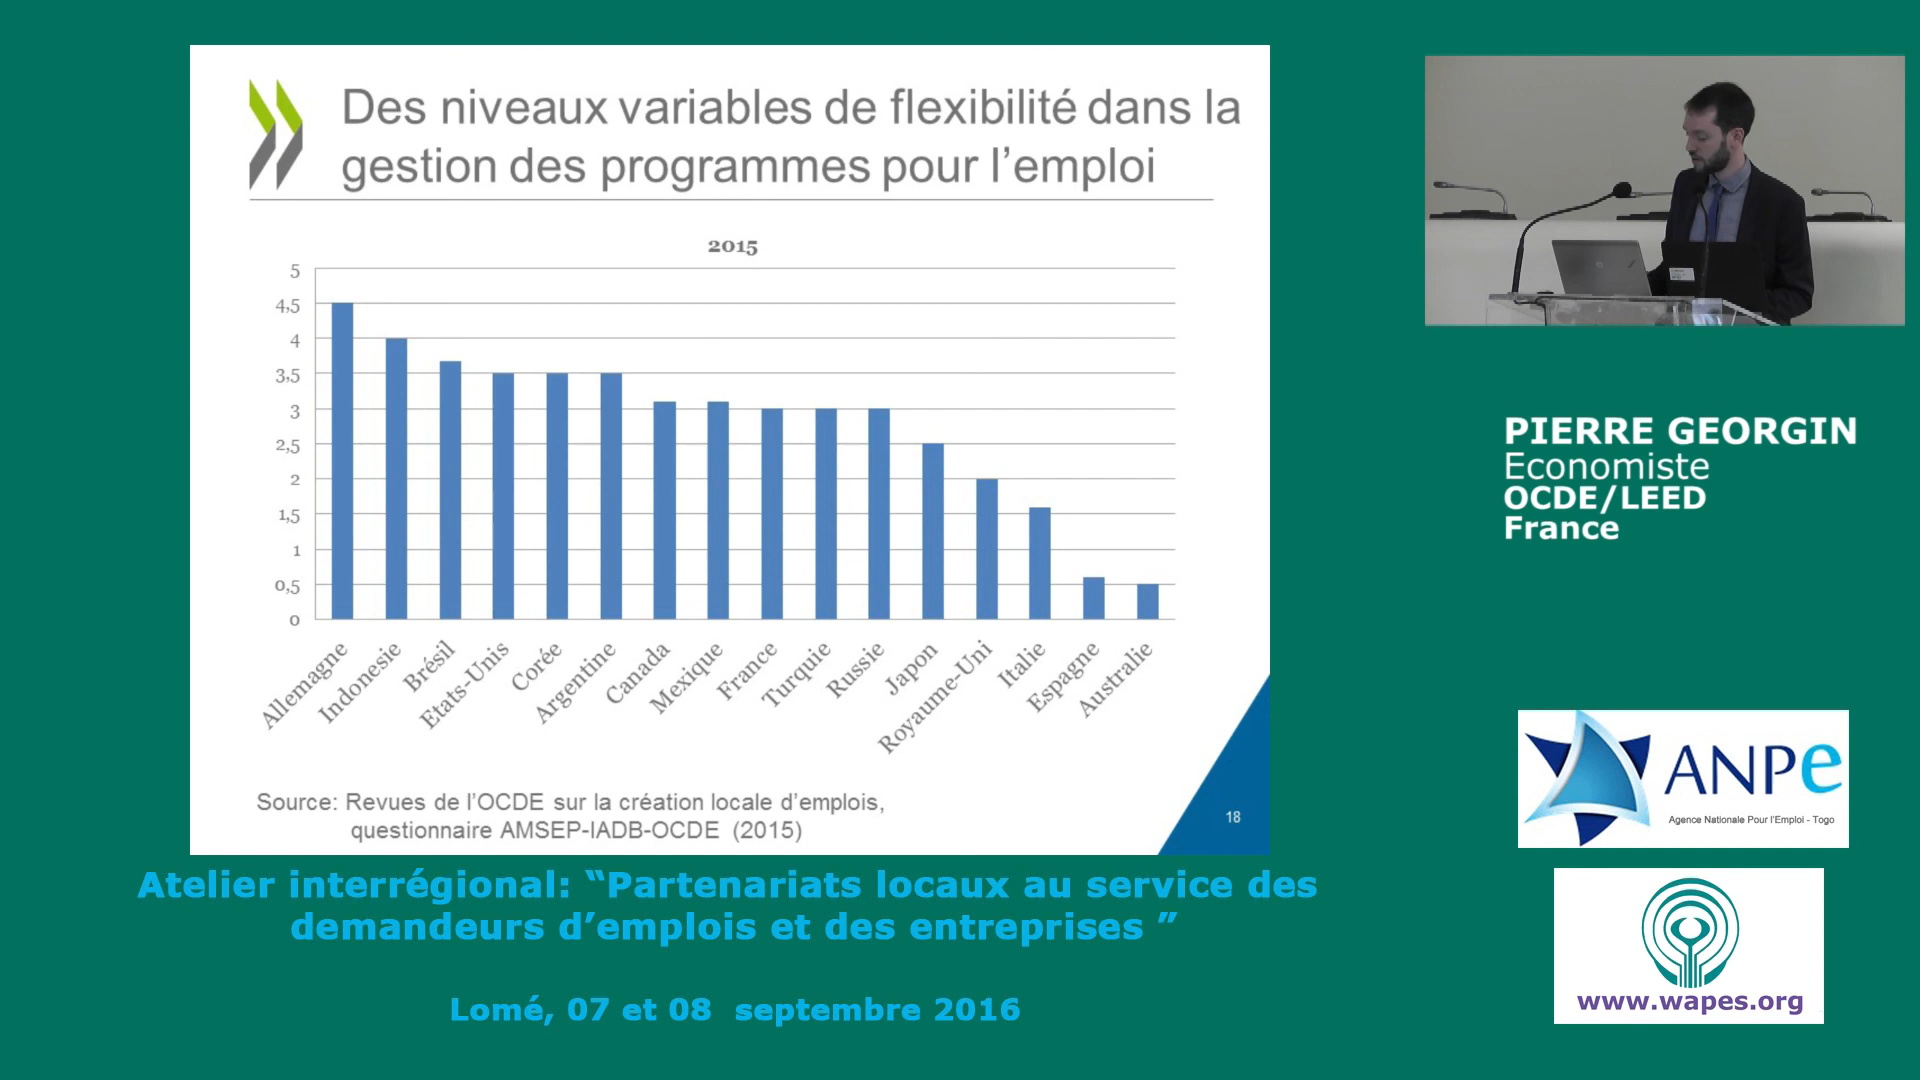 Des niveaux variables de flexibilité dans la
gestion des programmes pour l'emploi
2015
5
4,5
4
3,5
3
2,5
2
1,5
1
0,5
0
Allemagne
Indonesie
Brésil
Etats-Unis
Corée
Argentine
Canada
Mexique
France
Turquie
Russie
Japon
Royaume-Uni
Italie
Espagne
Australie
Source: Revues de l'OCDE sur la création locale d'emplois,
questionnaire AMSEP-IADB-OCDE (2015)
18
PIERRE GEORGIN
Economiste
OCDE/LEED
France
ANPe
Agence Nationale Pour l'Emploi - Togo
www.wapes.org
Atelier interrégional: “Partenariats locaux au service des
demandeurs d’emplois et des entreprises ”
Lomé, 07 et 08 septembre 2016